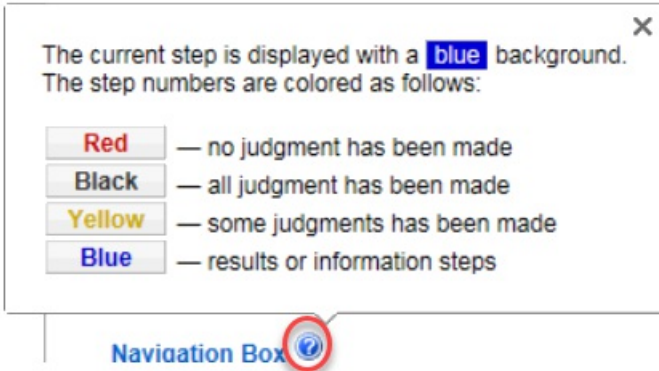 The current step is displayed with a blue background.
The step numbers are colored as follows:
Red — no judgment has been made
Black — all judgment has been made
Yellow — some judgments has been made
Blue — results or information steps
Navigation Box ?